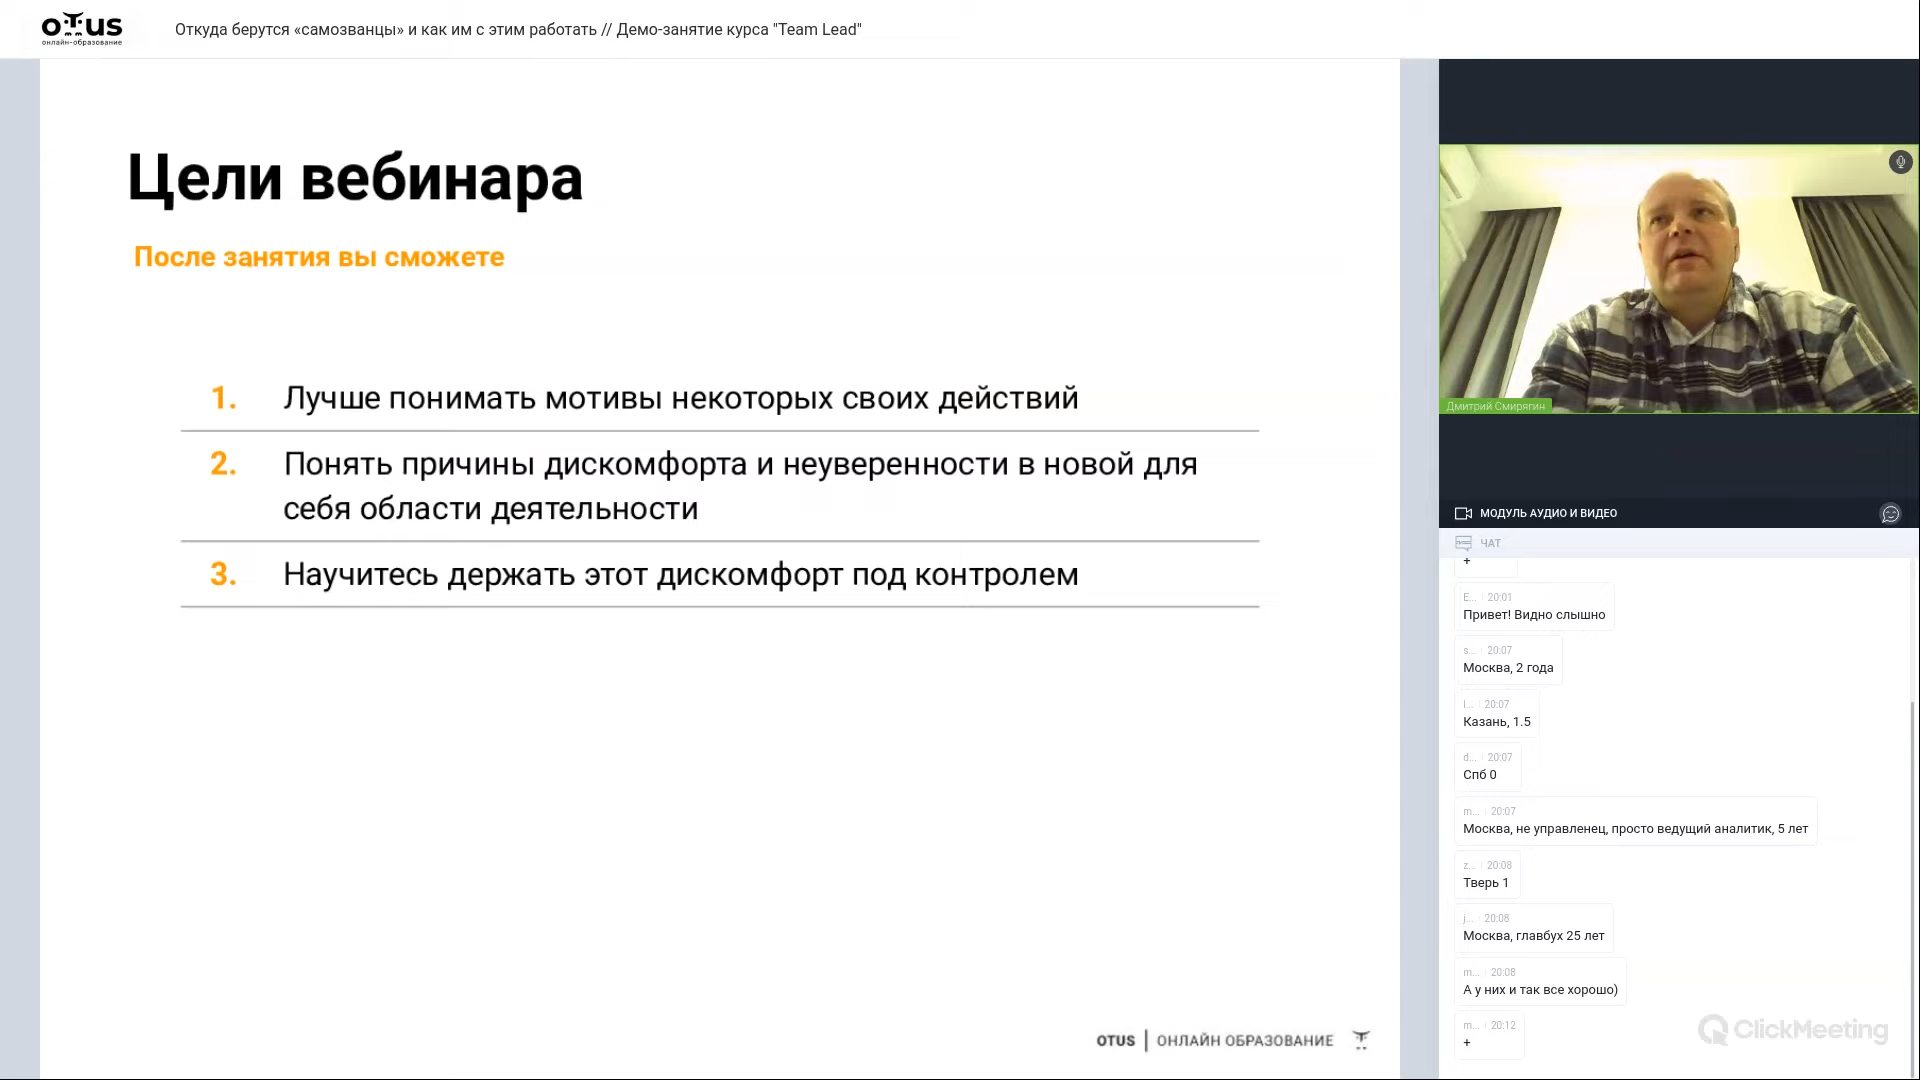 отus
онлайн-образование
Откуда берутся «самозванцы» и как им с этим работать // Демо-занятие курса "Team Lead"
Цели вебинара
После занятия вы сможете
1. Лучше понимать мотивы некоторых своих действий
2. Понять причины дискомфорта и неуверенности в новой для
себя области деятельности
3. Научитесь держать этот дискомфорт под контролем
OTUS | ОНЛАЙН ОБРАЗОВАНИЕ
Дмитрий Смирягин
МОДУЛЬ АУДИО И ВИДЕО
ЧАТ
+
E... 20:01
Привет! Видно слышно
s... 20:07
Москва, 2 года
l... 20:07
Казань, 1.5
d... 20:07
Спб 0
m... 20:07
Москва, не управленец, просто ведущий аналитик, 5 лет
z... 20:08
Тверь 1
j... 20:08
Москва, главбух 25 лет
m... 20:08
А у них и так все хорошо)
m... 20:12
+
ClickMeeting